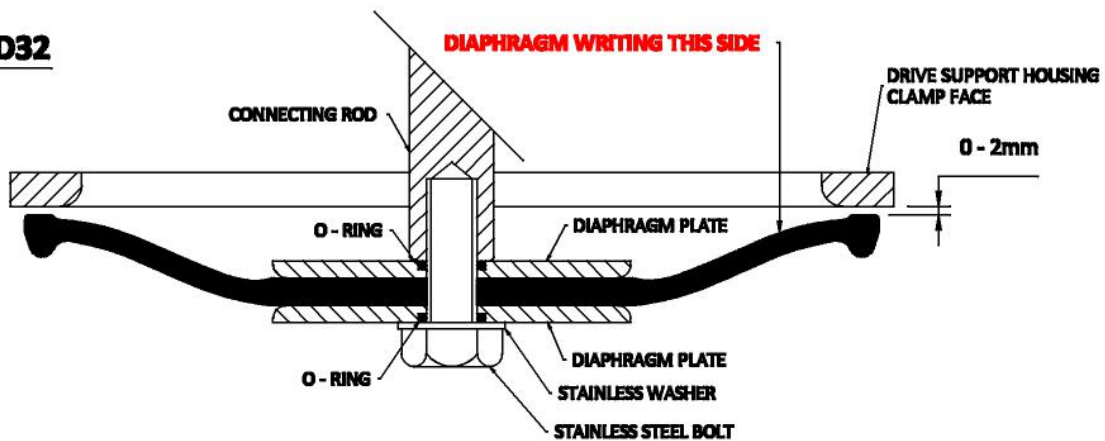 D32
DIAPHRAGM WRITING THIS SIDE
DRIVE SUPPORT HOUSING
CLAMP FACE
CONNECTING ROD
0 - 2mm
O - RING
DIAPHRAGM PLATE
DIAPHRAGM PLATE
O - RING
STAINLESS WASHER
STAINLESS STEEL BOLT